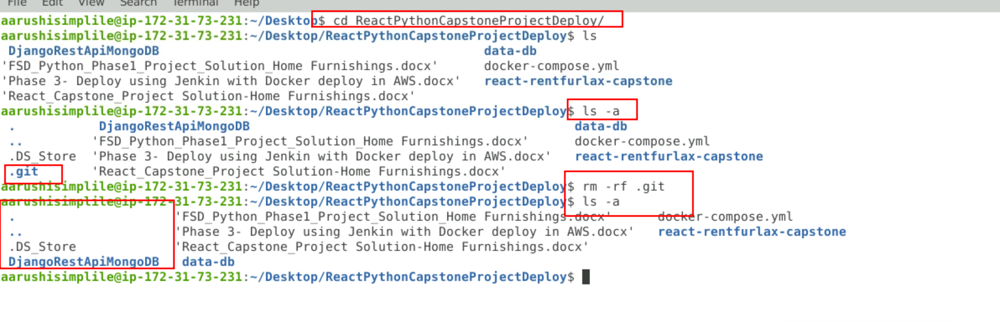 File Edit View Search Terminal Help
aarushisimplile@ip-172-31-73-231:~/Desktop$ cd ReactPythonCapstoneProjectDeploy/
aarushisimplile@ip-172-31-73-231:~/Desktop/ReactPythonCapstoneProjectDeploy$ ls
DjangoRestApiMongoDB data-db
'FSD_Python_Phase1_Project_Solution_Home Furnishings.docx' docker-compose.yml
'Phase 3- Deploy using Jenkin with Docker deploy in AWS.docx' react-rentfurlax-capstone
'React_Capstone_Project Solution-Home Furnishings.docx'
aarushisimplile@ip-172-31-73-231:~/Desktop/ReactPythonCapstoneProjectDeploy$ ls -a
. DjangoRestApiMongoDB data-db
.. 'FSD_Python_Phase1_Project_Solution_Home Furnishings.docx' docker-compose.yml
.DS_Store 'Phase 3- Deploy using Jenkin with Docker deploy in AWS.docx' react-rentfurlax-capstone
.git 'React_Capstone_Project Solution-Home Furnishings.docx'
aarushisimplile@ip-172-31-73-231:~/Desktop/ReactPythonCapstoneProjectDeploy$ rm -rf .git
aarushisimplile@ip-172-31-73-231:~/Desktop/ReactPythonCapstoneProjectDeploy$ ls -a
. 'FSD_Python_Phase1_Project_Solution_Home Furnishings.docx' docker-compose.yml
.. 'Phase 3- Deploy using Jenkin with Docker deploy in AWS.docx' react-rentfurlax-capstone
.DS_Store 'React_Capstone_Project Solution-Home Furnishings.docx'
DjangoRestApiMongoDB data-db
aarushisimplile@ip-172-31-73-231:~/Desktop/ReactPythonCapstoneProjectDeploy$